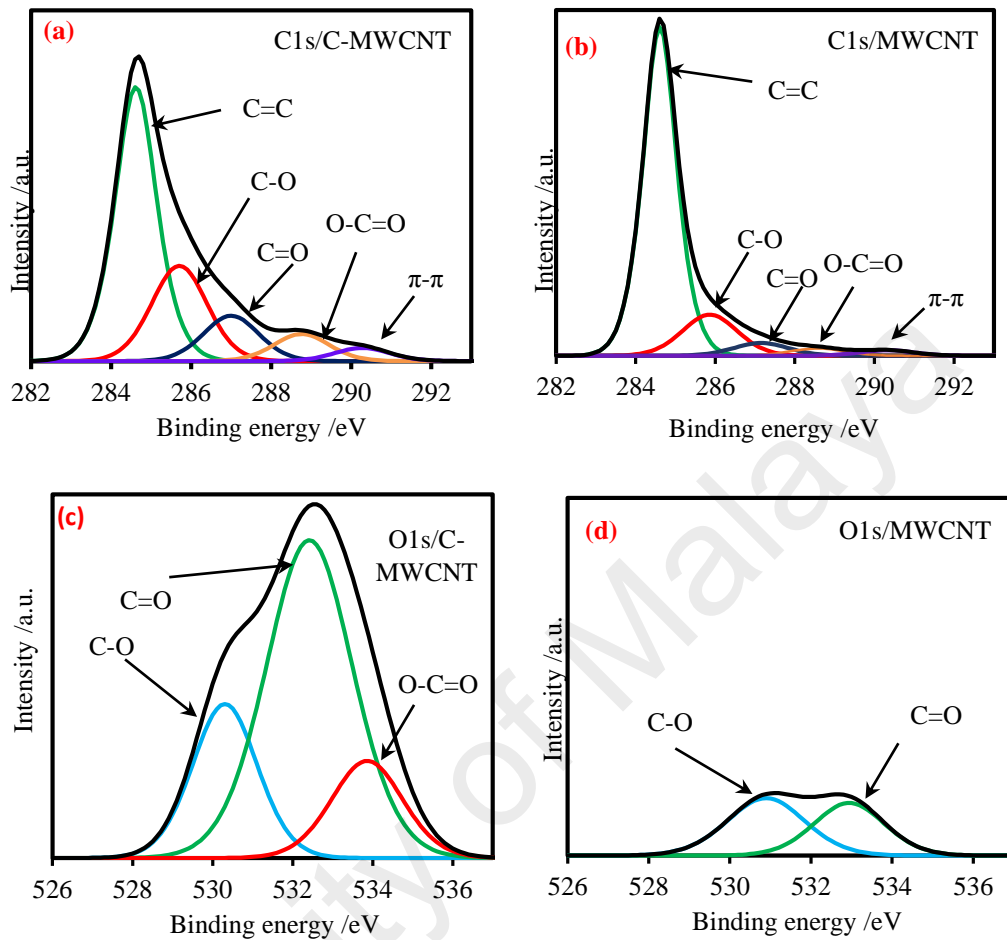 (a)
C1s/C-MWCNT
C=C
C-O
C=O
O-C=O
π-π
Intensity /a.u.
282 284 286 288 290 292
Binding energy /eV
(b)
C1s/MWCNT
C=C
C-O
C=O
O-C=O
π-π
Intensity /a.u.
282 284 286 288 290 292
Binding energy /eV
(c)
O1s/C-
MWCNT
C=O
C-O
O-C=O
Intensity /a.u.
526 528 530 532 534 536
Binding energy /eV
(d)
O1s/MWCNT
C-O
C=O
Intensity /a.u.
526 528 530 532 534 536
Binding energy /eV
of Malaya